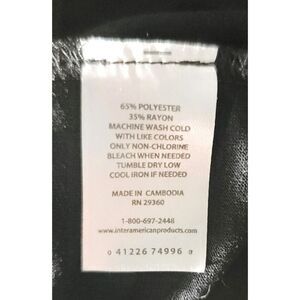 65% POLYESTER
35% RAYON
MACHINE WASH COLD
WITH LIKE COLORS
ONLY NON-CHLORINE
BLEACH WHEN NEEDED
TUMBLE DRY LOW
COOL IRON IF NEEDED
MADE IN CAMBODIA
RN 29360
1-800-697-2448
www.interamericanproducts.com
0 41226 74996